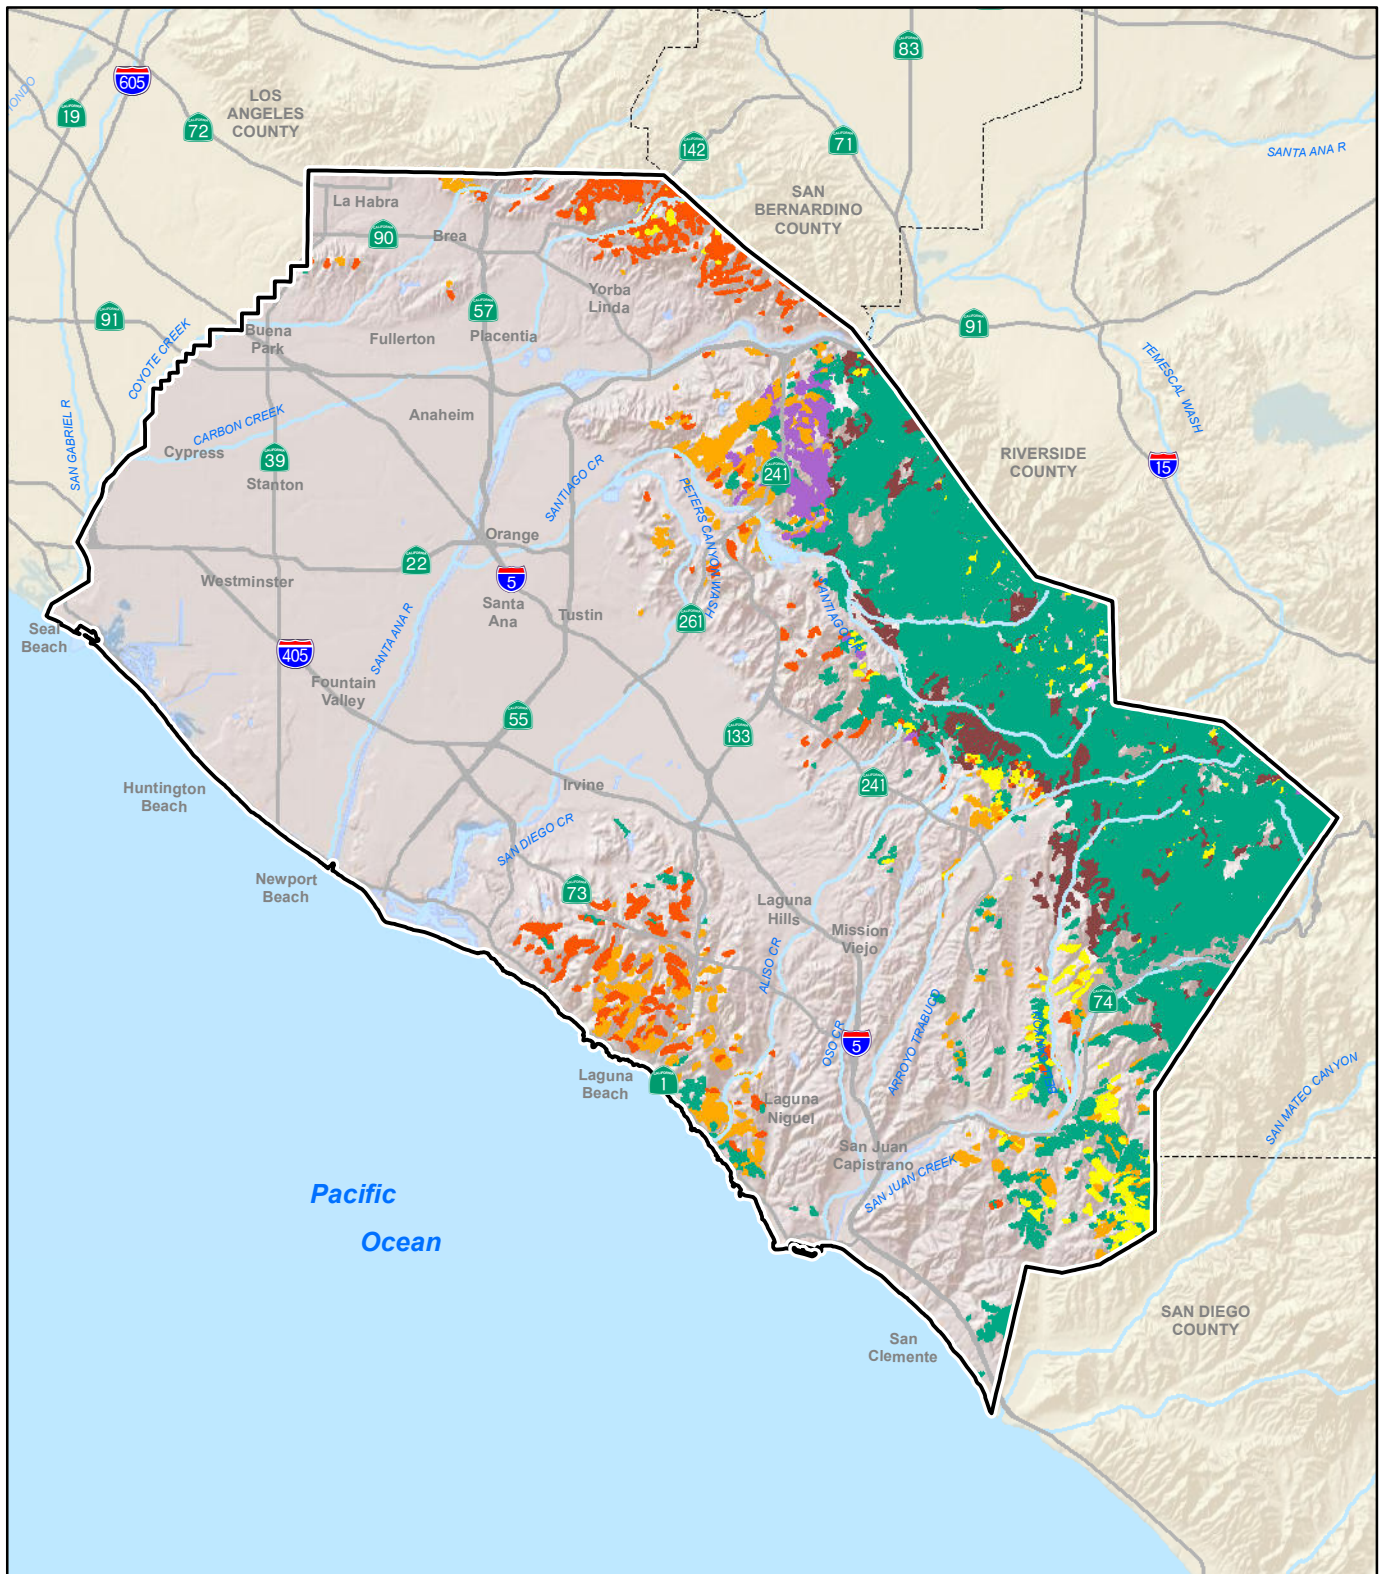 CALIFORNIA
83
605
LOS
ANGELES
COUNTY
19
72
142
71
SANTA ANA R
SAN
BERNARDINO
COUNTY
La Habra
90
Brea
Yorba
Linda
57
91
Buena
Park
Fullerton
Placentia
91
COYOTE CREEK
TEMESCAL WASH
SAN GABRIEL R
Anaheim
CARBON CREEK
Cypress
39
Stanton
SANTIAGO CR
241
RIVERSIDE
COUNTY
15
PETERS CANYON WASH
Orange
22
5
Westminster
Santa
Ana
Tustin
261
SANTIAGO CR
SANTA ANA R
Seal
Beach
405
Fountain
Valley
55
133
Huntington
Beach
Irvine
241
SAN DIEGO CR
Newport
Beach
73
Laguna
Hills
Mission
Viejo
ALISO CR
74
OSO CR
5
ARROYO TRABUCO
Laguna
Beach
1
Laguna
Niguel
SAN MATEO CANYON
San Juan
Capistrano
SAN JUAN CREEK
Pacific
Ocean
SAN DIEGO
COUNTY
San
Clemente